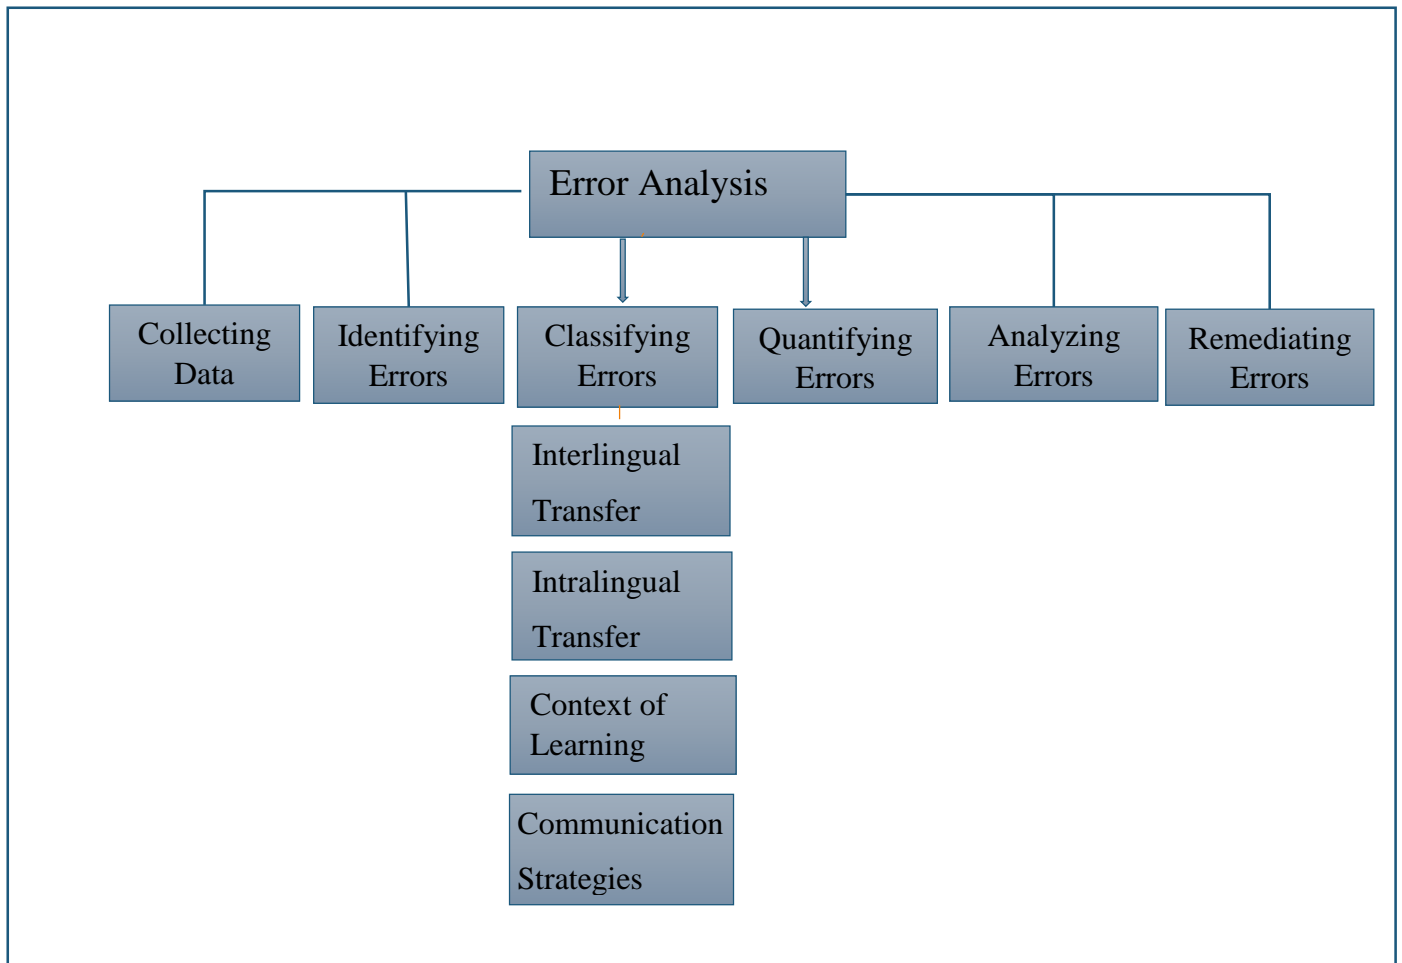 Error Analysis
Collecting
Data
Identifying
Errors
Classifying
Errors
Quantifying
Errors
Analyzing
Errors
Remediating
Errors
Interlingual
Transfer
Intralingual
Transfer
Context of
Learning
Communication
Strategies